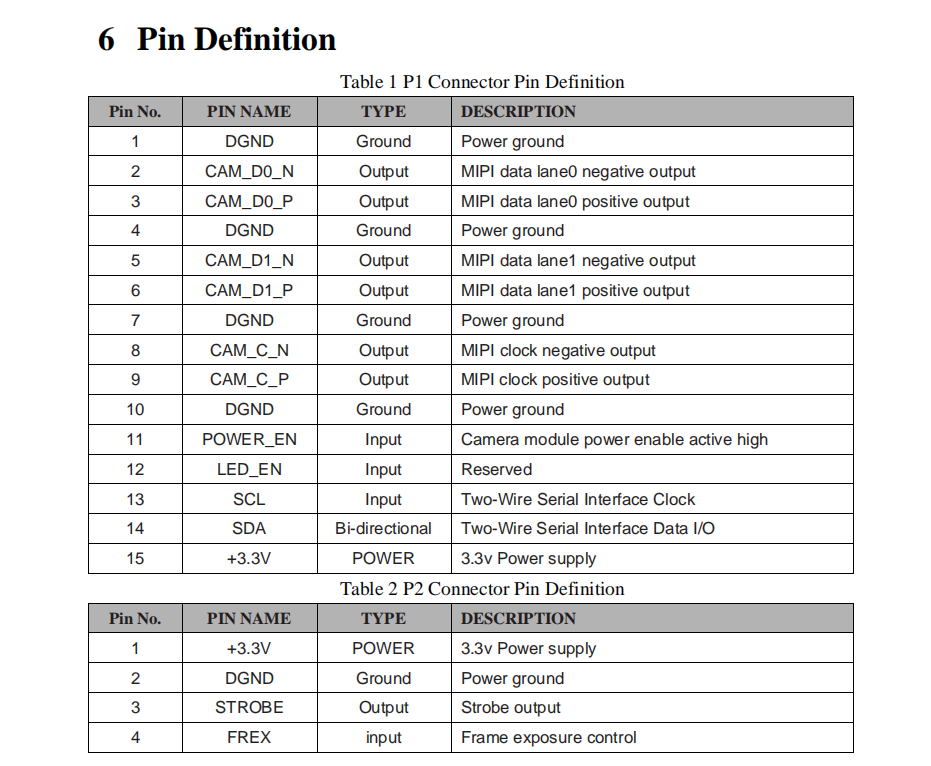 6 Pin Definition
Table 1 P1 Connector Pin Definition
Pin No. PIN NAME TYPE DESCRIPTION
1 DGND Ground Power ground
2 CAM_D0_N Output MIPI data lane0 negative output
3 CAM_D0_P Output MIPI data lane0 positive output
4 DGND Ground Power ground
5 CAM_D1_N Output MIPI data lane1 negative output
6 CAM_D1_P Output MIPI data lane1 positive output
7 DGND Ground Power ground
8 CAM_C_N Output MIPI clock negative output
9 CAM_C_P Output MIPI clock positive output
10 DGND Ground Power ground
11 POWER_EN Input Camera module power enable active high
12 LED_EN Input Reserved
13 SCL Input Two-Wire Serial Interface Clock
14 SDA Bi-directional Two-Wire Serial Interface Data I/O
15 +3.3V POWER 3.3v Power supply
Table 2 P2 Connector Pin Definition
Pin No. PIN NAME TYPE DESCRIPTION
1 +3.3V POWER 3.3v Power supply
2 DGND Ground Power ground
3 STROBE Output Strobe output
4 FREX input Frame exposure control